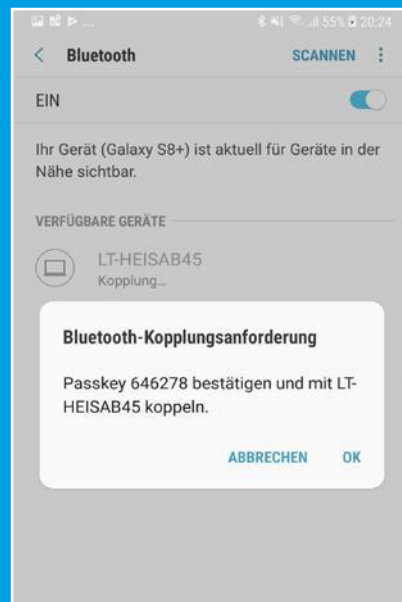 55% 20:24
Bluetooth SCANNEN
EIN
Ihr Gerät (Galaxy S8+) ist aktuell für Geräte in der
Nähe sichtbar.
VERFÜGBARE GERÄTE
LT-HEISAB45
Kopplung...
Bluetooth-Kopplungsanforderung
Passkey 646278 bestätigen und mit LT-
HEISAB45 koppeln.
ABBRECHEN OK